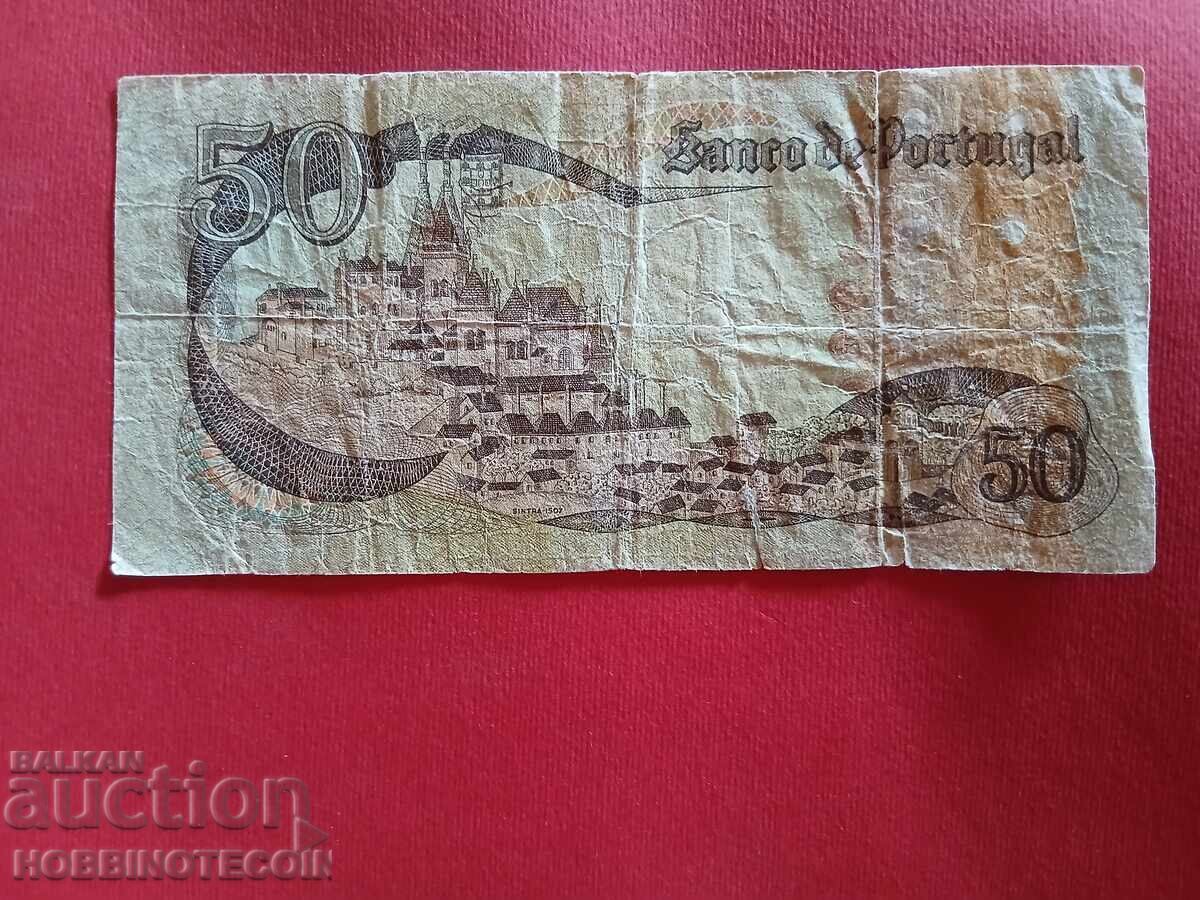 50
Banco de Portugal
50
SINTRA-1507
BALKAN
auction
HOBBINOTECOIN